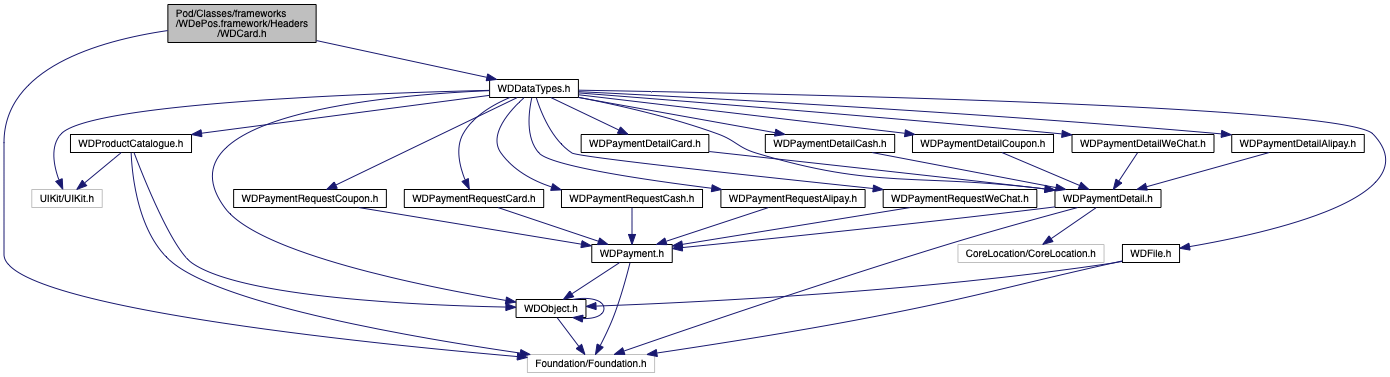 Pod/Classes/frameworks
/WDePos.framework/Headers
/WDCard.h
WDDataTypes.h
WDProductCatalogue.h
WDPaymentDetailCard.h
WDPaymentDetailCash.h
WDPaymentDetailCoupon.h
WDPaymentDetailWeChat.h
WDPaymentDetailAlipay.h
UIKit/UIKit.h
WDPaymentRequestCoupon.h
WDPaymentRequestCard.h
WDPaymentRequestCash.h
WDPaymentRequestAlipay.h
WDPaymentRequestWeChat.h
WDPaymentDetail.h
WDPayment.h
CoreLocation/CoreLocation.h
WDFile.h
WDObject.h
Foundation/Foundation.h